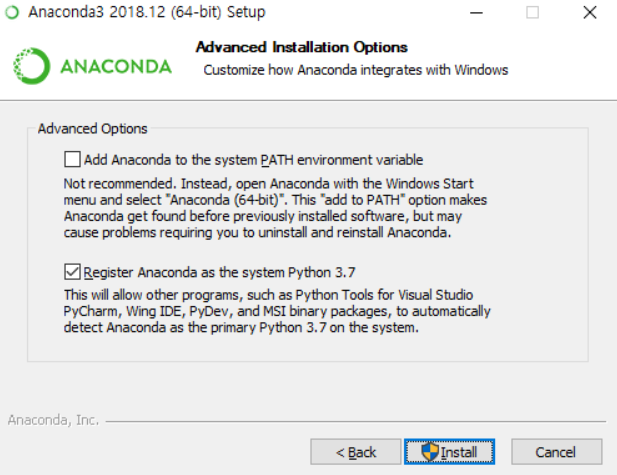 Anaconda3 2018.12 (64-bit) Setup
ANACONDA
Advanced Installation Options
Customize how Anaconda integrates with Windows
Advanced Options
Add Anaconda to the system PATH environment variable
Not recommended. Instead, open Anaconda with the Windows Start
menu and select "Anaconda (64-bit)". This "add to PATH" option makes
Anaconda get found before previously installed software, but may
cause problems requiring you to uninstall and reinstall Anaconda.
Register Anaconda as the system Python 3.7
This will allow other programs, such as Python Tools for Visual Studio
PyCharm, Wing IDE, PyDev, and MSI binary packages, to automatically
detect Anaconda as the primary Python 3.7 on the system.
Anaconda, Inc.
< Back
Install
Cancel